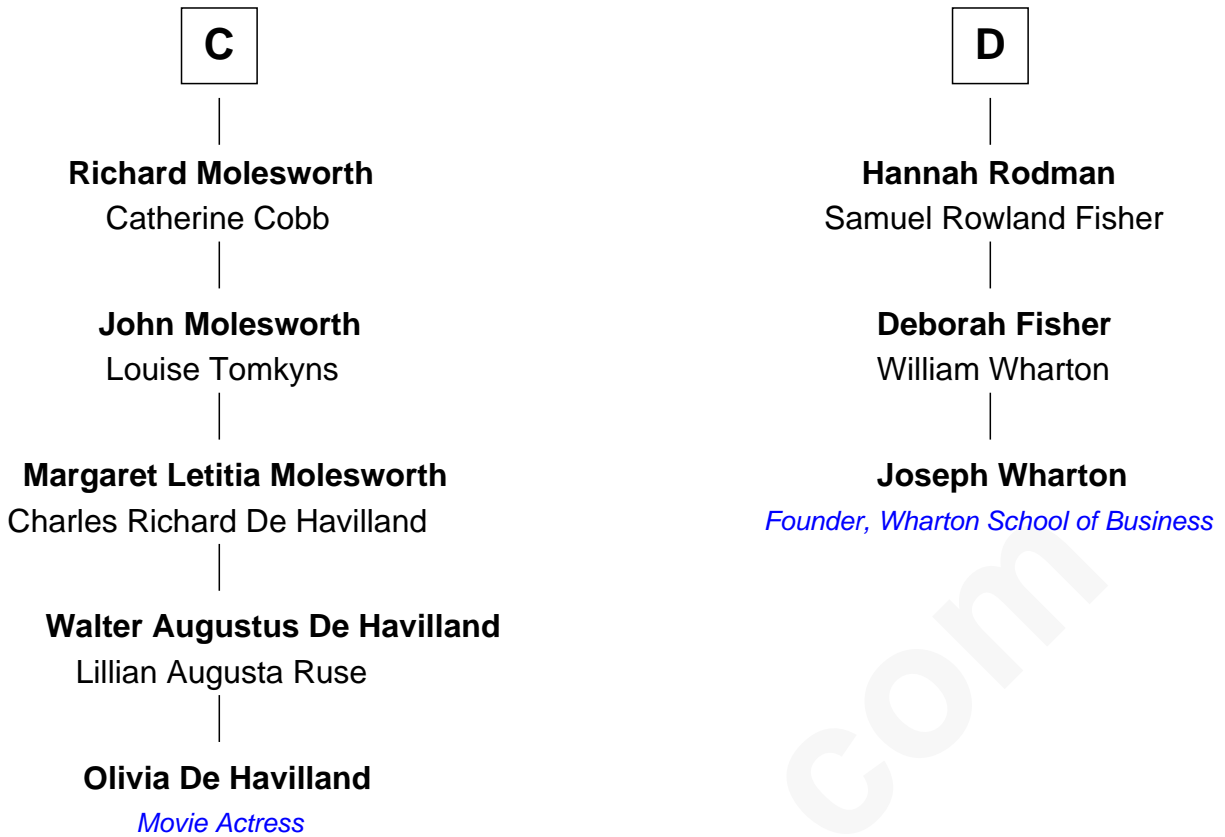 C
Richard Molesworth
Catherine Cobb
John Molesworth
Louise Tomkyns
Margaret Letitia Molesworth
Charles Richard De Havilland
Walter Augustus De Havilland
Lillian Augusta Ruse
Olivia De Havilland
Movie Actress
D
Hannah Rodman
Samuel Rowland Fisher
Deborah Fisher
William Wharton
Joseph Wharton
Founder, Wharton School of Business
com